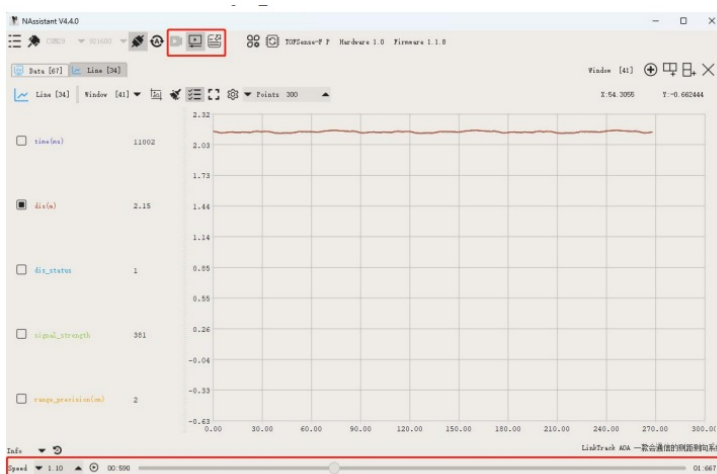 NAssistant V4.4.0
COM29 921600 TOFSense-F P Hardware 1.0 Firmware 1.1.8
Data [67] Line [34] Window [41]
Line [34] Window [41] Points 300 X:54.3055 Y:-0.662444
2.32
time(ms) 11002
2.03
1.73
dis(m) 2.15
1.44
1.14
dis_status 1
0.85
0.55
signal_strength 381
0.26
-0.04
-0.33
range_precision(cm) 2
-0.63
0.00 30.00 60.00 90.00 120.00 150.00 180.00 210.00 240.00 270.00 300.00
Info LinkTrack AOA 一款合通信的测距测向系
Speed 1.10 00.590 01.667